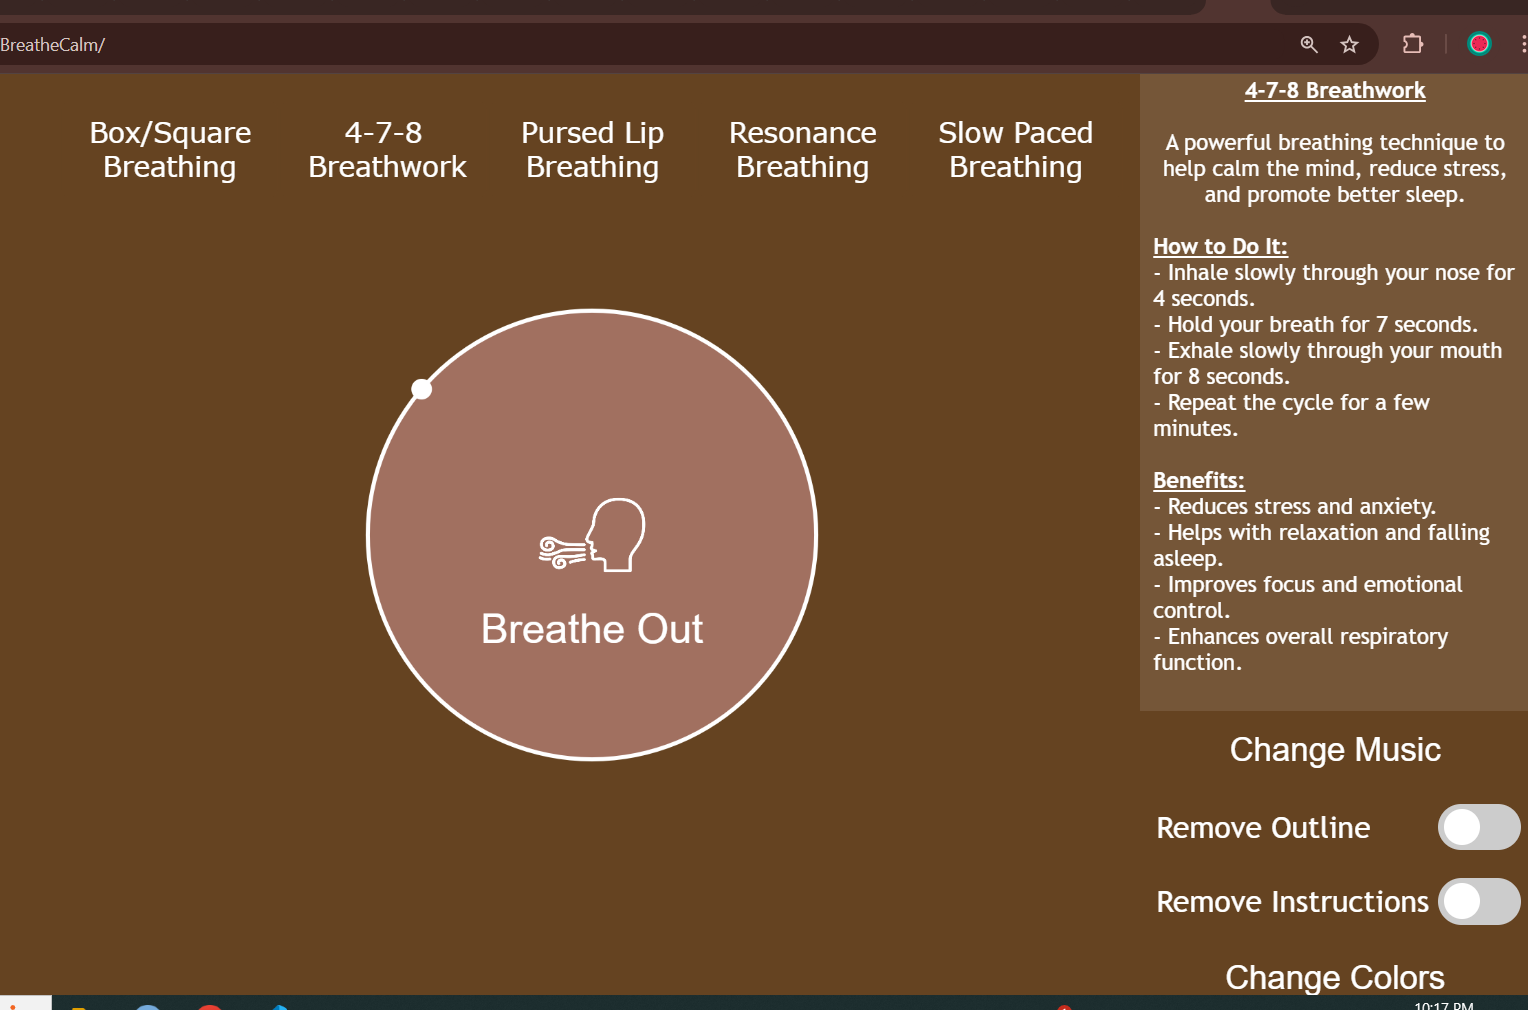 BreatheCalm/
Box/Square
Breathing
4-7-8
Breathwork
Pursed Lip
Breathing
Resonance
Breathing
Slow Paced
Breathing
Breathe Out
4-7-8 Breathwork
A powerful breathing technique to
help calm the mind, reduce stress,
and promote better sleep.
How to Do It:
- Inhale slowly through your nose for
4 seconds.
- Hold your breath for 7 seconds.
- Exhale slowly through your mouth
for 8 seconds.
- Repeat the cycle for a few
minutes.
Benefits:
- Reduces stress and anxiety.
- Helps with relaxation and falling
asleep.
- Improves focus and emotional
control.
- Enhances overall respiratory
function.
Change Music
Remove Outline
Remove Instructions
Change Colors
10:17 PM